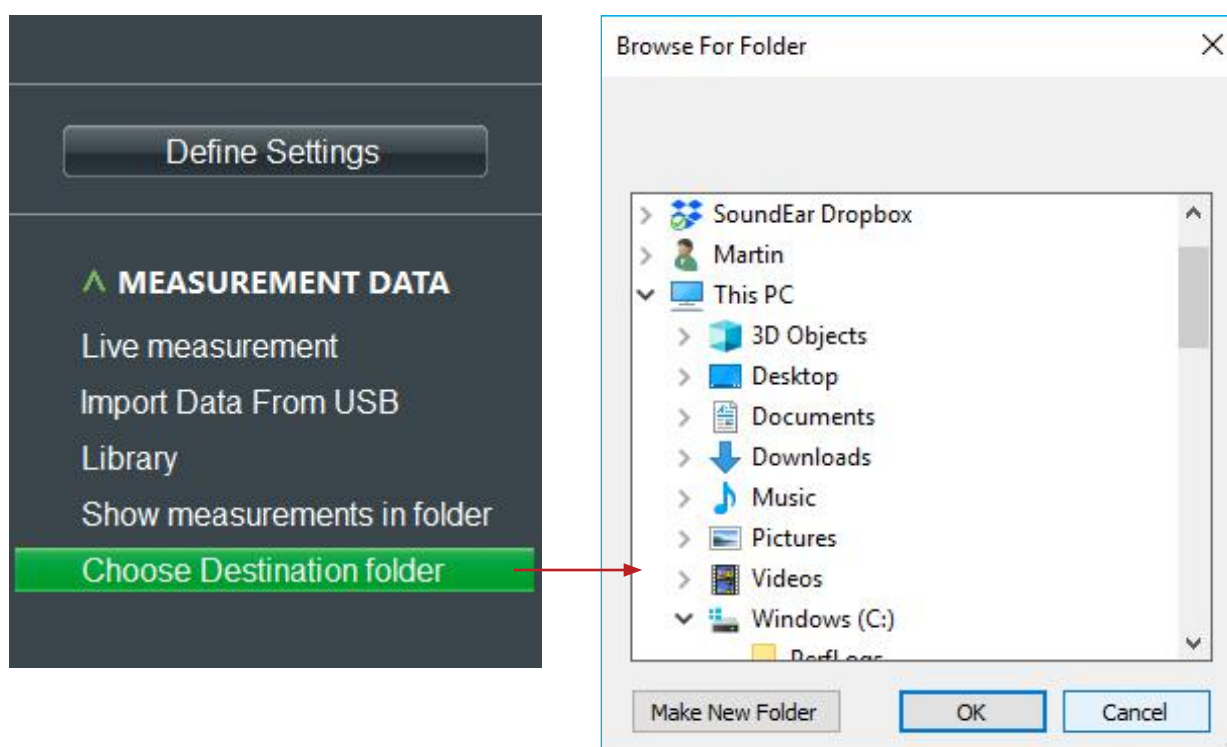 Define Settings
MEASUREMENT DATA
Live measurement
Import Data From USB
Library
Show measurements in folder
Choose Destination folder
Browse For Folder
SoundEar Dropbox
Martin
This PC
3D Objects
Desktop
Documents
Downloads
Music
Pictures
Videos
Windows (C:)
PerfLogs
Make New Folder
OK
Cancel